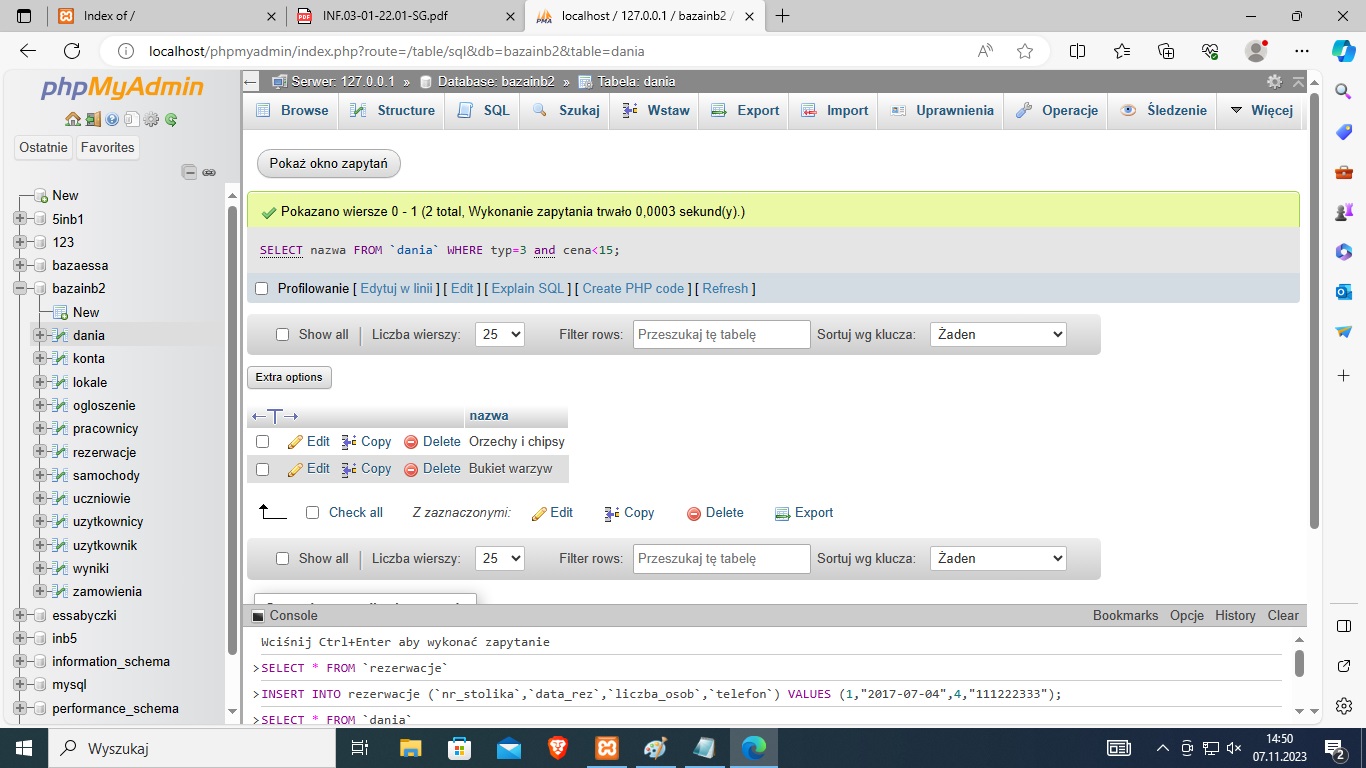 Index of /
INF.03-01-22.01-SG.pdf
localhost / 127.0.0.1 / bazainb2 /
localhost/phpmyadmin/index.php?route=/table/sql&db=bazainb2&table=dania
phpMyAdmin
Ostatnie Favorites
New
5inb1
123
bazaessa
bazainb2
New
dania
konta
lokale
ogloszenie
pracownicy
rezerwacje
samochody
uczniowie
uzytkownicy
uzytkownik
wyniki
zamowienia
essabyczki
inb5
information_schema
mysql
performance_schema
Serwer: 127.0.0.1 » Database: bazainb2 » Tabela: dania
Browse Structure SQL Szukaj Wstaw Export Import Uprawnienia Operacje Śledzenie Więcej
Pokaż okno zapytań
Pokazano wiersze 0 - 1 (2 total, Wykonanie zapytania trwało 0,0003 sekund(y).)
SELECT nazwa FROM `dania` WHERE typ=3 and cena<15;
Profilowanie [ Edytuj w linii ] [ Edit ] [ Explain SQL ] [ Create PHP code ] [ Refresh ]
Show all Liczba wierszy: 25 Filter rows: Przeszukaj tę tabelę Sortuj wg klucza: Żaden
Extra options
nazwa
Edit Copy Delete Orzechy i chipsy
Edit Copy Delete Bukiet warzyw
Check all Z zaznaczonymi: Edit Copy Delete Export
Show all Liczba wierszy: 25 Filter rows: Przeszukaj tę tabelę Sortuj wg klucza: Żaden
Console Bookmarks Opcje History Clear
Wciśnij Ctrl+Enter aby wykonać zapytanie
>SELECT * FROM `rezerwacje`
>INSERT INTO rezerwacje (`nr_stolika`,`data_rez`,`liczba_osob`,`telefon`) VALUES (1,"2017-07-04",4,"111222333");
>SELECT * FROM `dania`
Wyszukaj
14:50
07.11.2023
2